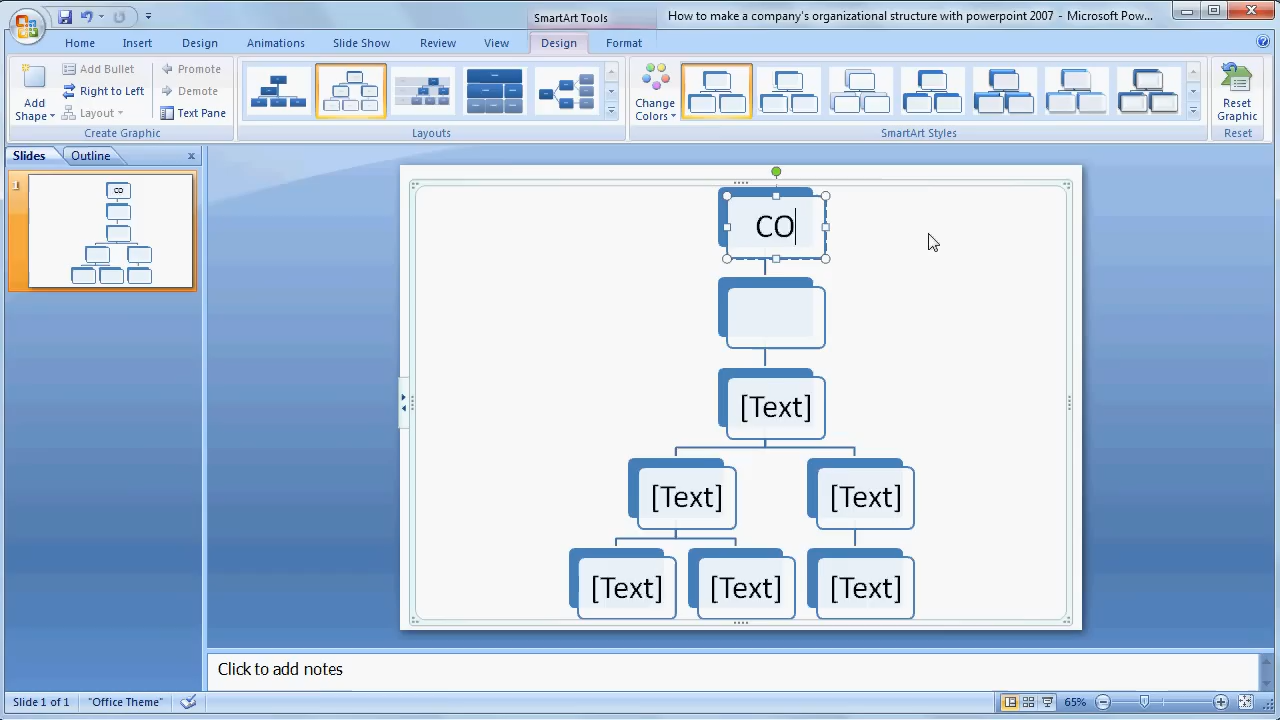 SmartArt Tools
How to make a company's organizational structure with powerpoint 2007 - Microsoft Pow...
Home Insert Design Animations Slide Show Review View Design Format
Add Shape
Add Bullet
Right to Left
Layout
Promote
Demote
Text Pane
Create Graphic
Layouts
Change Colors
SmartArt Styles
Reset Graphic
Reset
Slides Outline x
1
CO
CO
[Text]
[Text] [Text]
[Text] [Text] [Text]
Click to add notes
Slide 1 of 1 "Office Theme" 65%